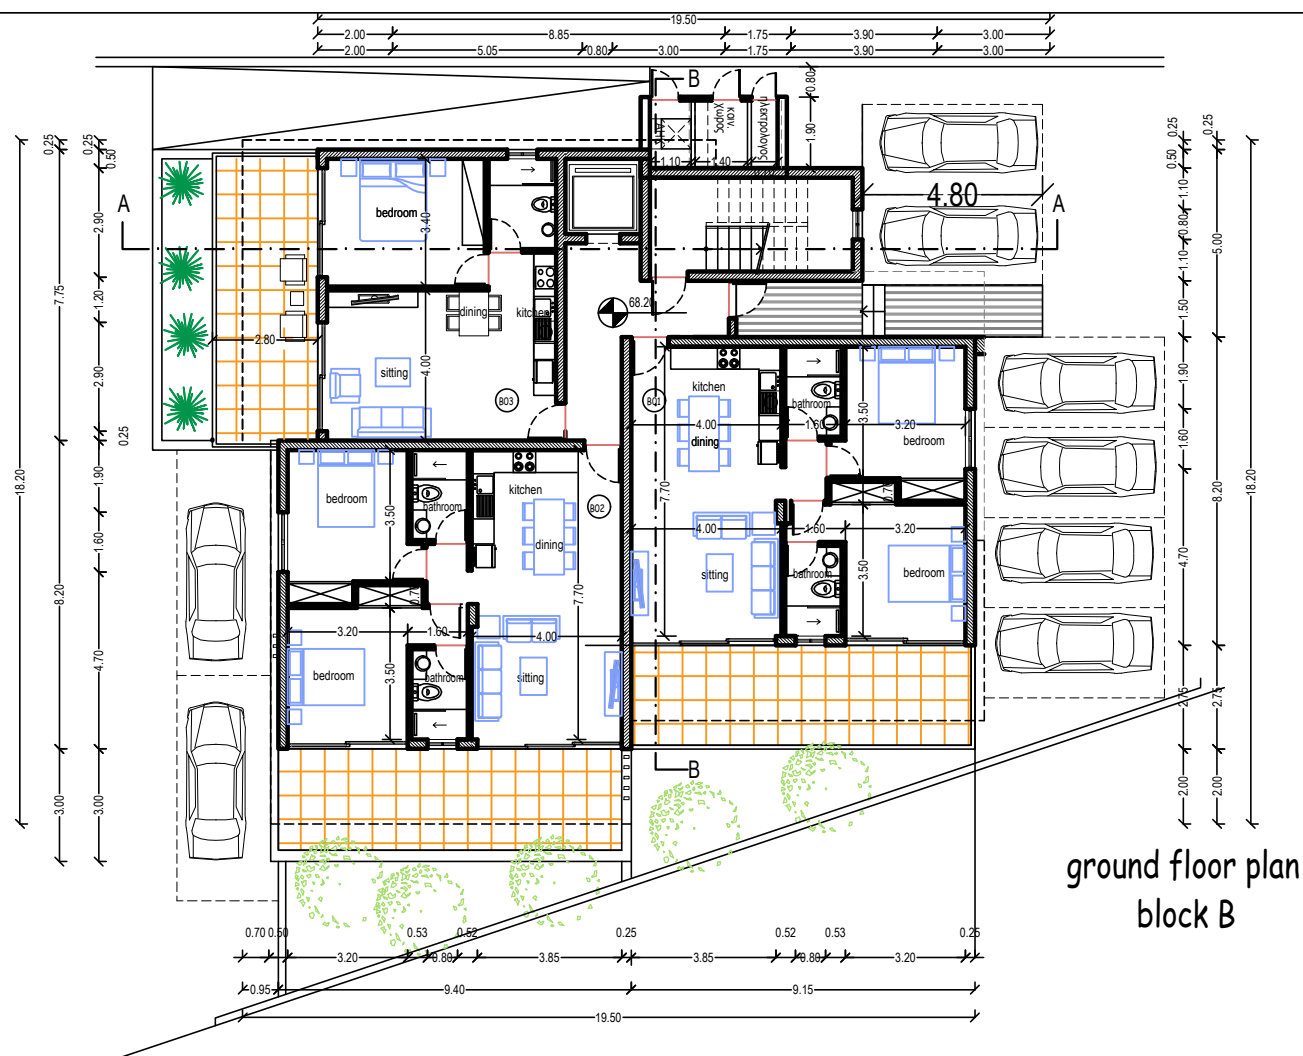 19.50
2.00 8.85 1.75 3.90 3.00
2.00 5.05 0.80 3.00 1.75 3.90 3.00
B
0.80
1.90
χωρος
κοιν.
ηλεκτρολογος
1.10 1.40
4.80
A
A
bedroom
3.40
dining
kitchen
68.20
2.80
sitting
4.00
B03
B01
kitchen
4.00
dining
bathroom
1.60
3.50
3.20
bedroom
0.70
7.70
4.00
1.60
3.20
sitting
bathroom
3.50
bedroom
bedroom
3.50
bathroom
kitchen
B02
dining
0.70
7.70
3.20
1.60
4.00
bedroom
3.50
bathroom
sitting
B
0.25
7.75
8.20
3.00
18.20
0.25
0.50
2.90
1.20
2.90
0.25
1.90
1.60
4.70
3.00
0.25
0.50
1.10
0.80
1.10
1.50
1.90
1.60
4.70
2.75
2.00
0.25
5.00
8.20
2.75
2.00
18.20
ground floor plan
block B
0.70 0.50 0.53 0.52 0.25 0.52 0.53 0.25
3.20 0.80 3.85 3.85 0.80 3.20
0.95 9.40 9.15
19.50